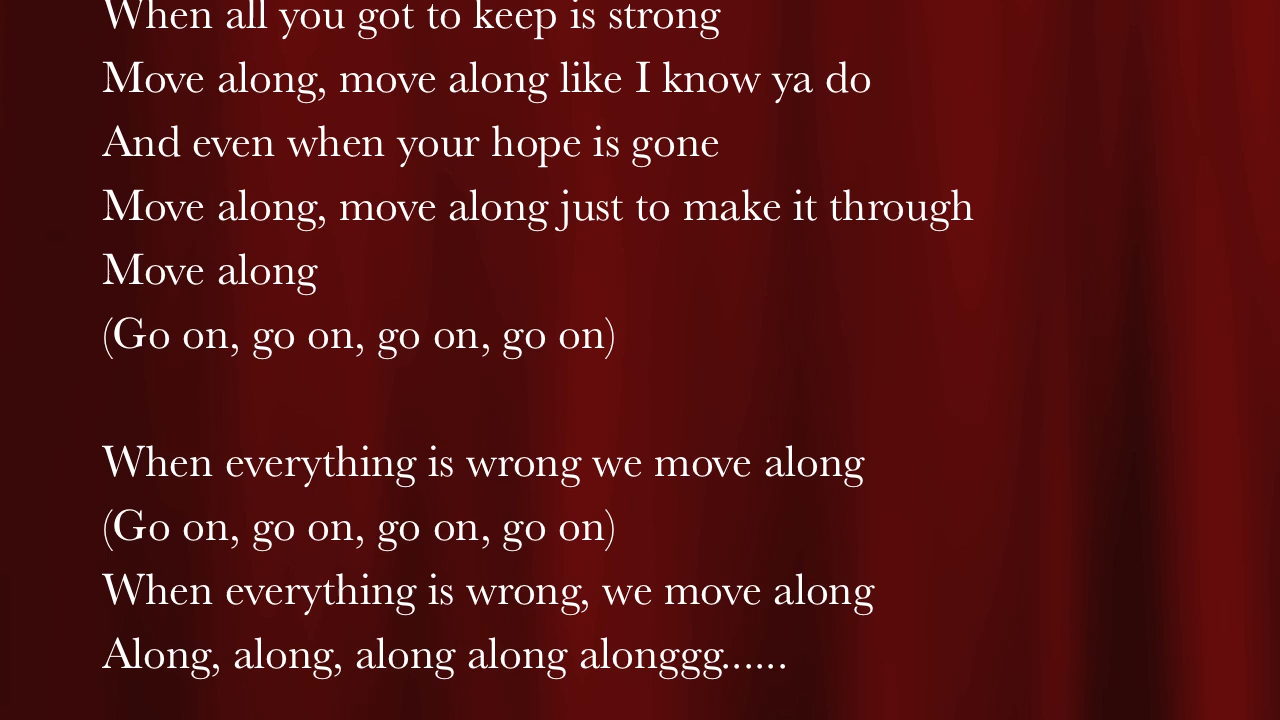 When all you got to keep is strong
Move along, move along like I know ya do
And even when your hope is gone
Move along, move along just to make it through
Move along
(Go on, go on, go on, go on)
When everything is wrong we move along
(Go on, go on, go on, go on)
When everything is wrong, we move along
Along, along, along along alonggg......